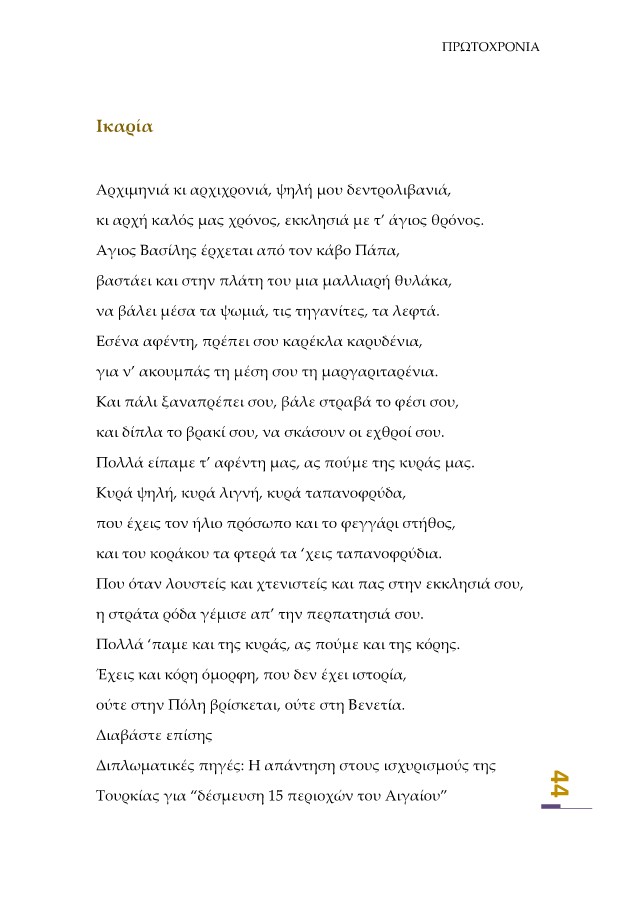 ΠΡΩΤΟΧΡΟΝΙΑ
Ικαρία
Αρχιμηνιά κι αρχιχρονιά, ψηλή μου δεντρολιβανιά,
κι αρχή καλός μας χρόνος, εκκλησιά με τ’ άγιος θρόνος.
Αγιος Βασίλης έρχεται από τον κάβο Πάπα,
βαστάει και στην πλάτη του μια μαλλιαρή θυλάκα,
να βάλει μέσα τα ψωμιά, τις τηγανίτες, τα λεφτά.
Εσένα αφέντη, πρέπει σου καρέκλα καρυδένια,
για ν’ ακουμπάς τη μέση σου τη μαργαριταρένια.
Και πάλι ξαναπρέπει σου, βάλε στραβά το φέσι σου,
και δίπλα το βρακί σου, να σκάσουν οι εχθροί σου.
Πολλά είπαμε τ’ αφέντη μας, ας πούμε της κυράς μας.
Κυρά ψηλή, κυρά λιγνή, κυρά ταπανοφρύδα,
που έχεις τον ήλιο πρόσωπο και το φεγγάρι στήθος,
και του κοράκου τα φτερά τα ‘χεις ταπανοφρύδια.
Που όταν λουστείς και χτενιστείς και πας στην εκκλησιά σου,
η στράτα ρόδα γέμισε απ’ την περπατησιά σου.
Πολλά ‘παμε και της κυράς, ας πούμε και της κόρης.
Έχεις και κόρη όμορφη, που δεν έχει ιστορία,
ούτε στην Πόλη βρίσκεται, ούτε στη Βενετία.
Διαβάστε επίσης
Διπλωματικές πηγές: Η απάντηση στους ισχυρισμούς της
Τουρκίας για “δέσμευση 15 περιοχών του Αιγαίου”
44